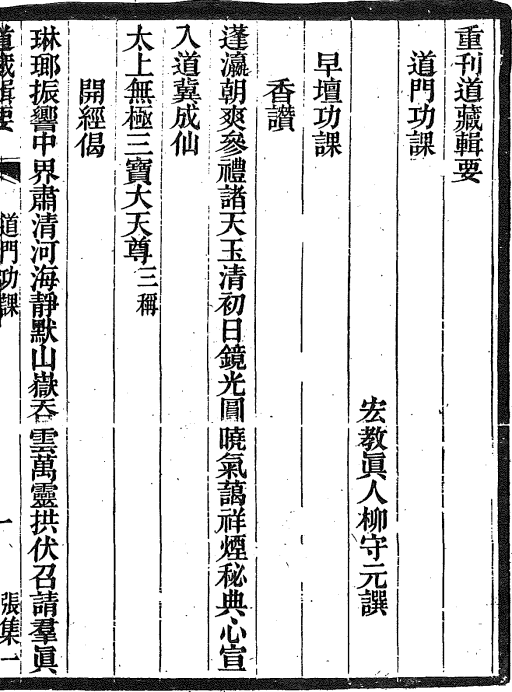 重刊道藏輯要
道門功課
宏教眞人柳守元譔
早壇功課
香讚
蓬瀛朝爽參禮諸天玉清初日鏡光圓曉氣藹祥煙秘典心宣
入道冀成仙
太上無極三寶大天尊三稱
開經偈
琳瑯振響中界肅清河海靜默山嶽吞雲萬靈拱伏召請羣眞
道藏輯要 道門功課 一 張集一